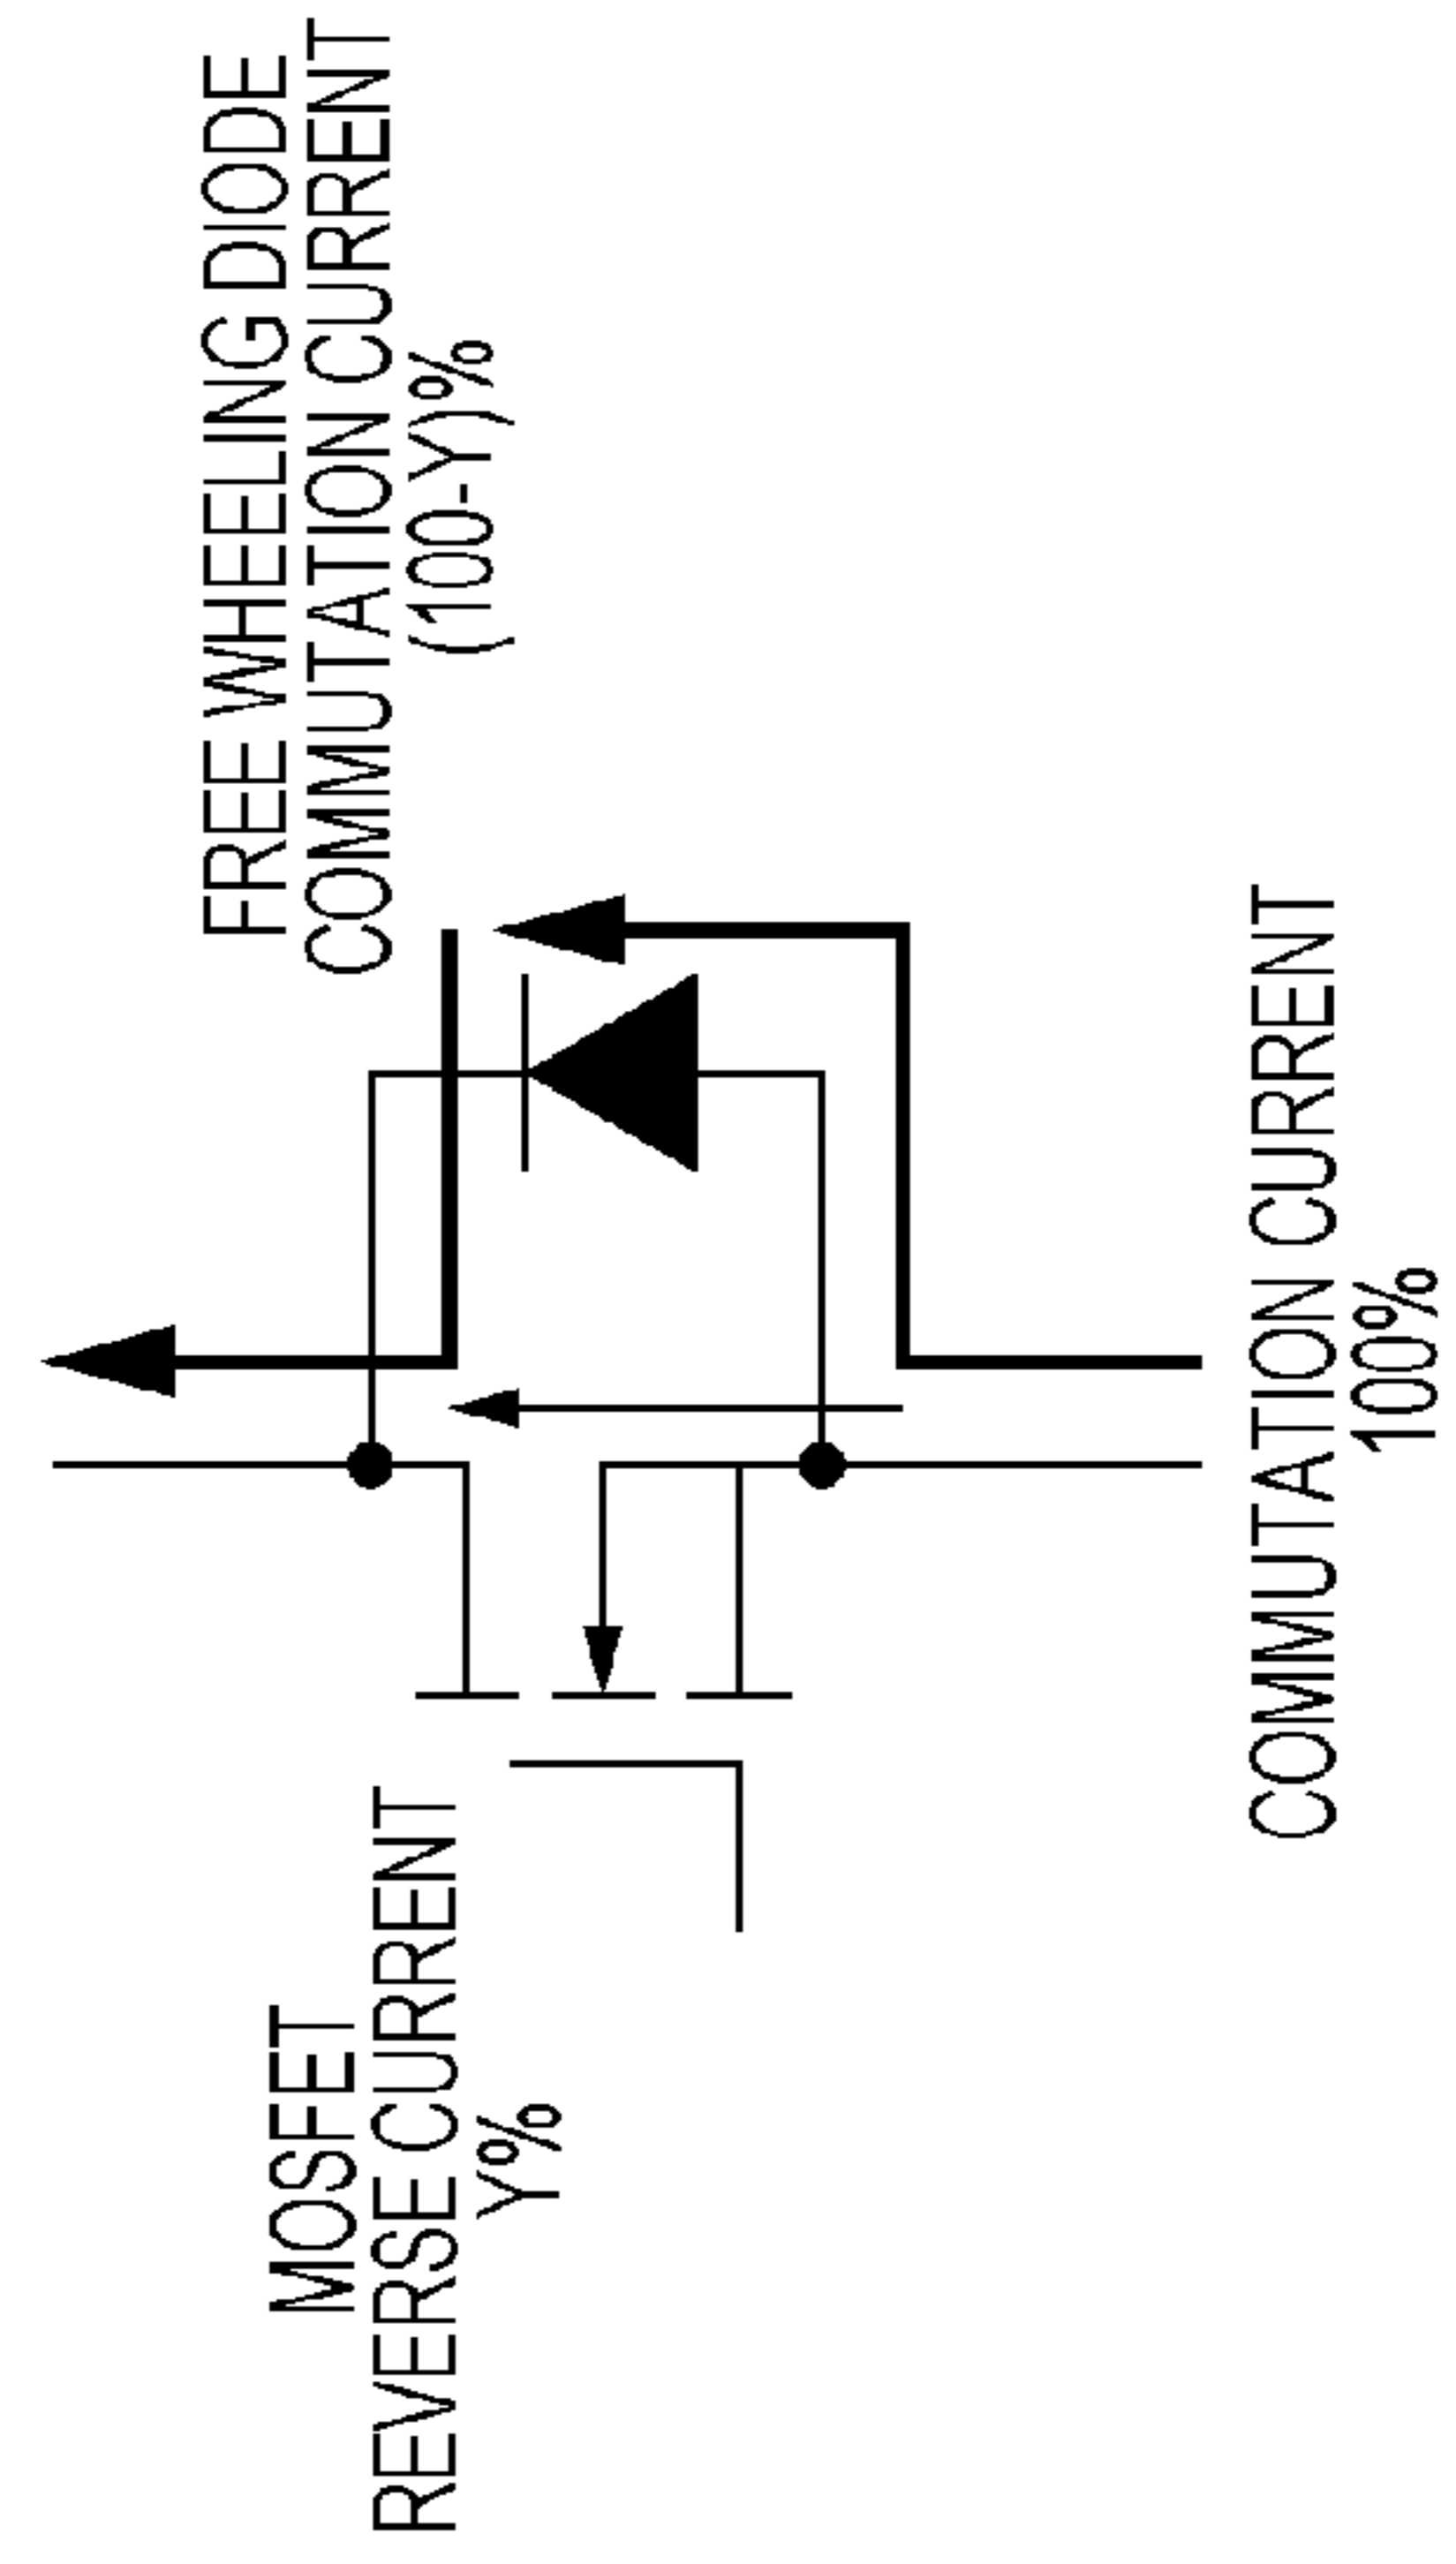 MOSFET
REVERSE CURRENT
Y%
FREE WHEELING DIODE
COMMUTATION CURRENT
(100-Y)%
COMMUTATION CURRENT
100%